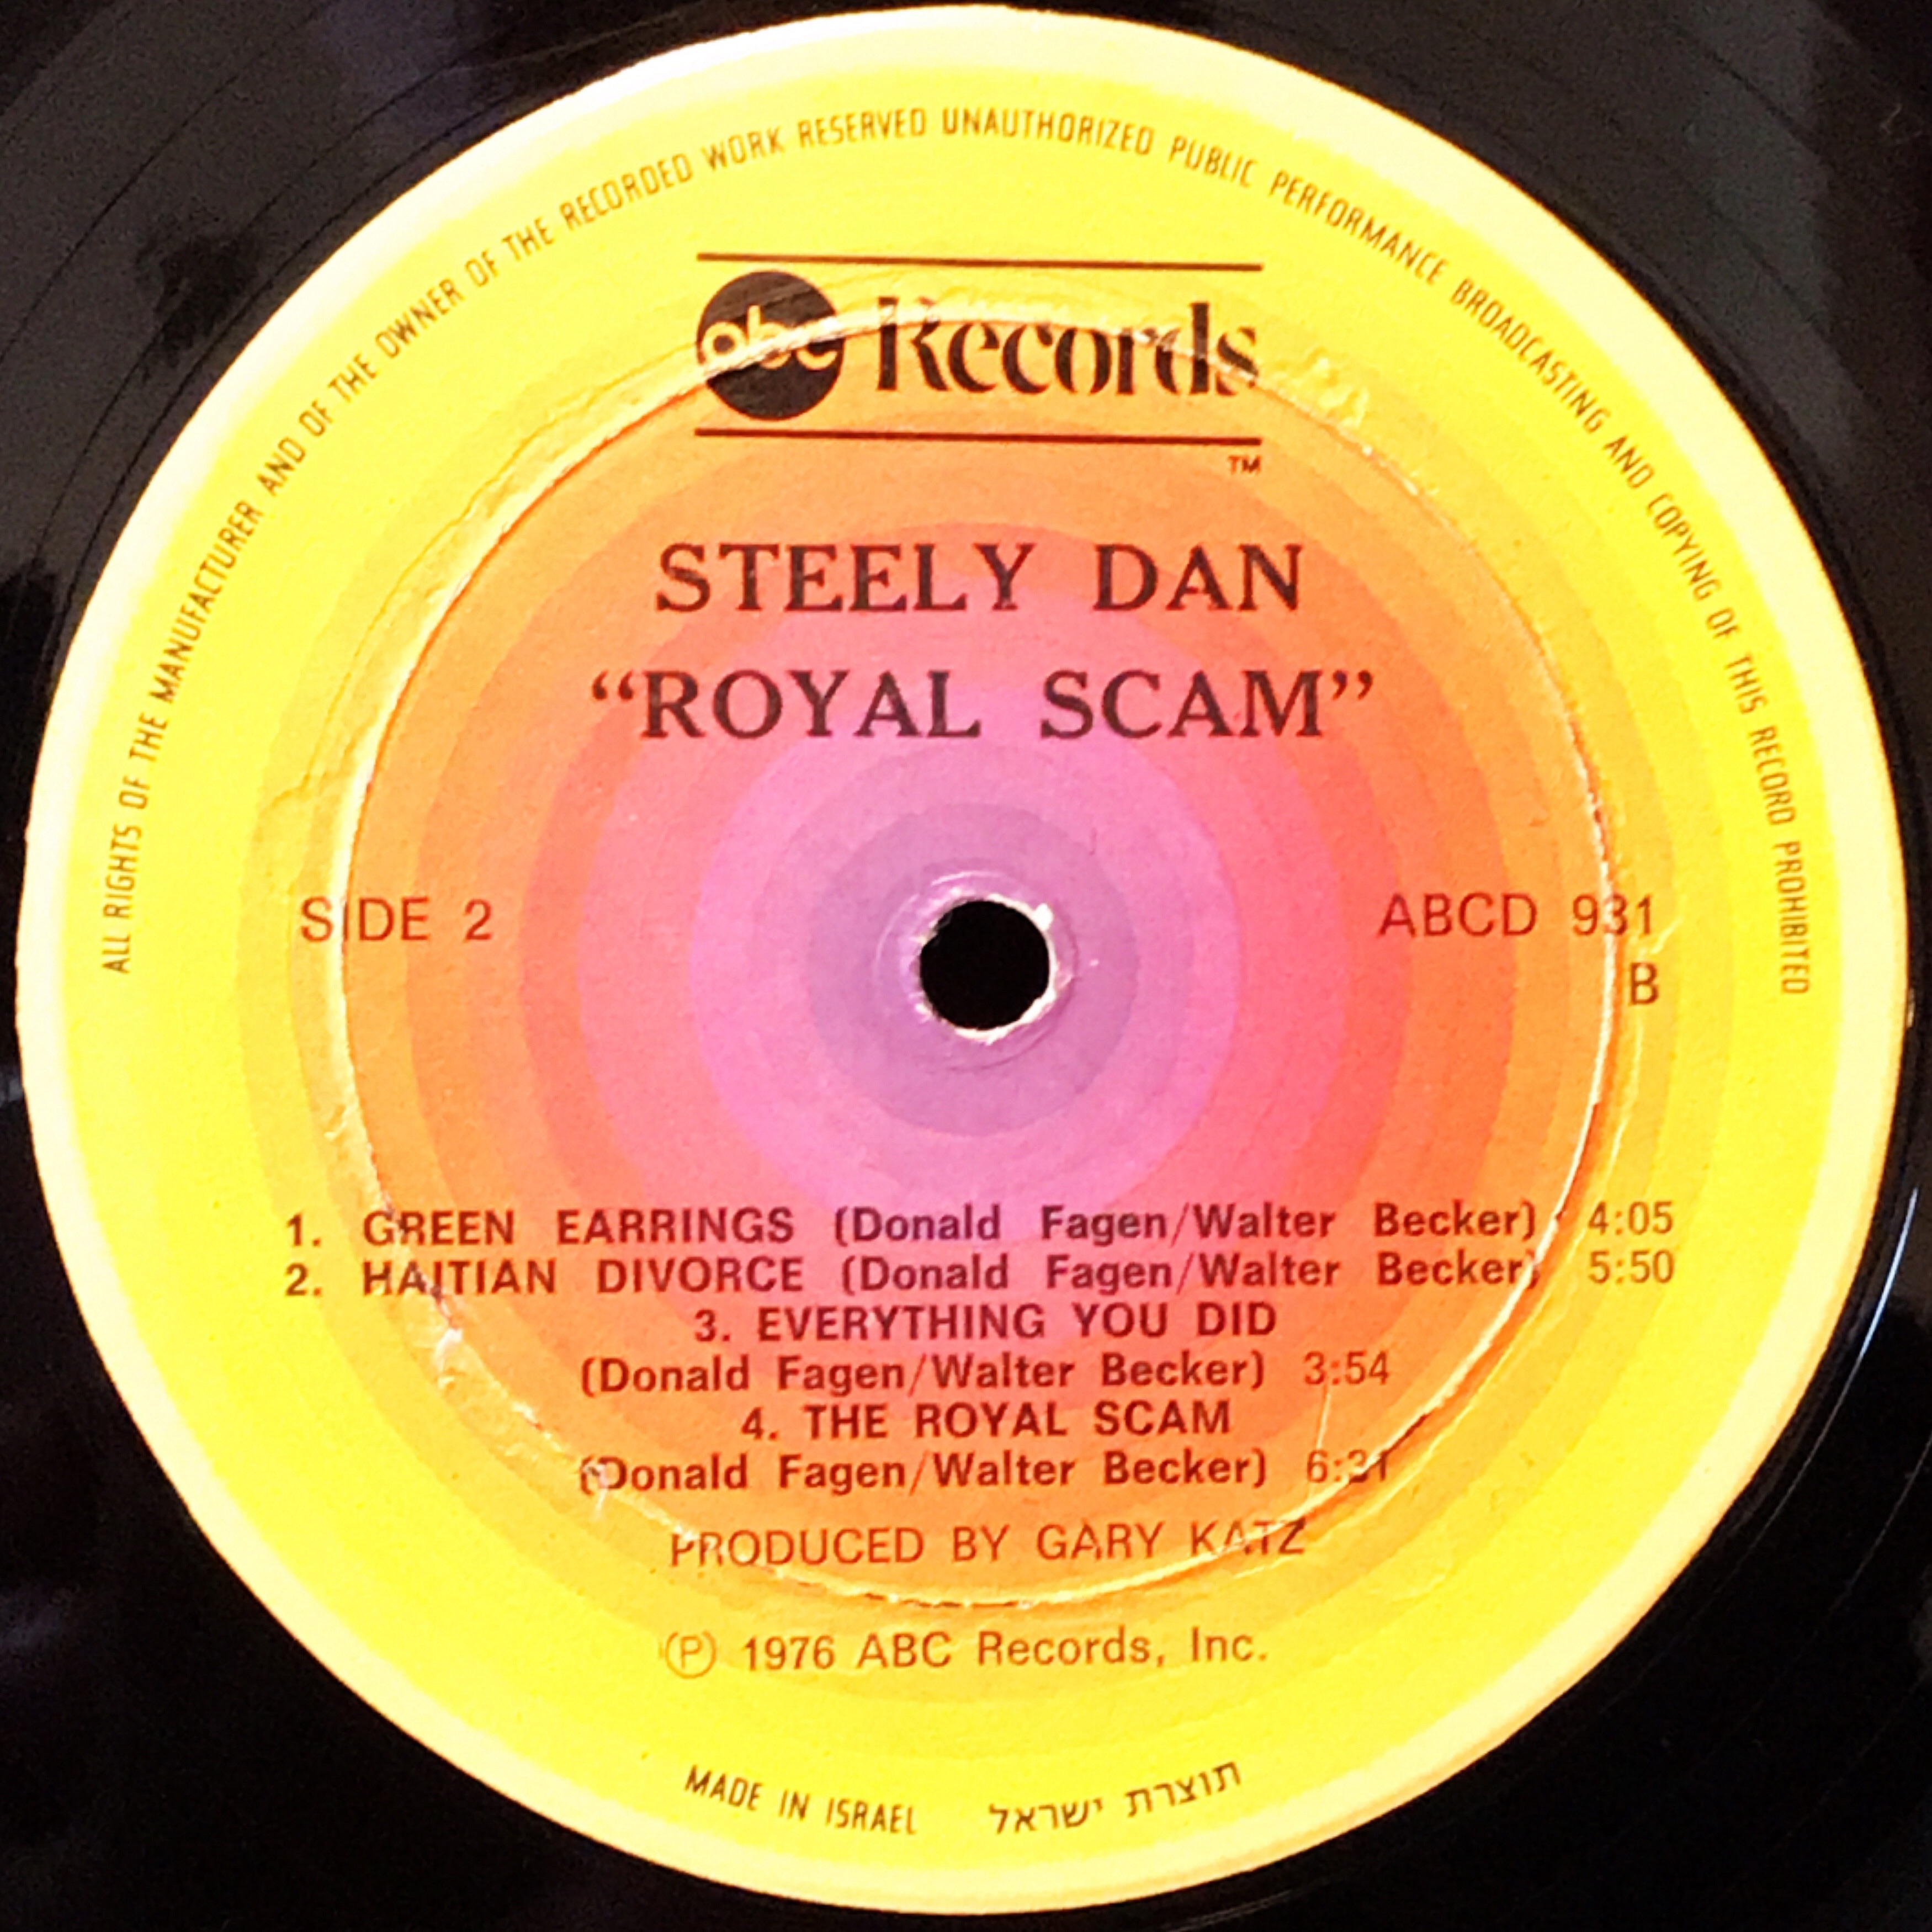 ALL RIGHTS OF THE MANUFACTURER AND OF THE OWNER OF THE RECORDED WORK RESERVED UNAUTHORIZED PUBLIC PERFORMANCE BROADCASTING AND COPYING OF THIS RECORD PROHIBITED
abc Records
TM
STEELY DAN
“ROYAL SCAM”
SIDE 2
ABCD 931
B
1. GREEN EARRINGS (Donald Fagen/Walter Becker) 4:05
2. HAITIAN DIVORCE (Donald Fagen/Walter Becker) 5:50
3. EVERYTHING YOU DID
(Donald Fagen/Walter Becker) 3:54
4. THE ROYAL SCAM
(Donald Fagen/Walter Becker) 6:31
PRODUCED BY GARY KATZ
Ⓟ 1976 ABC Records, Inc.
MADE IN ISRAEL תוצרת ישראל